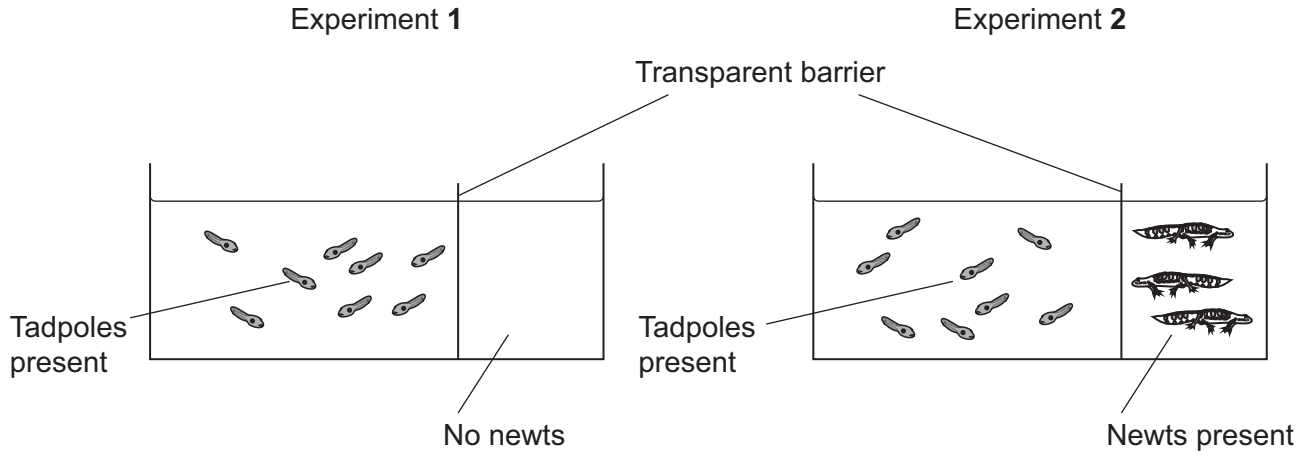 Experiment 1
Experiment 2
Transparent barrier
Tadpoles
present
Tadpoles
present
No newts
Newts present